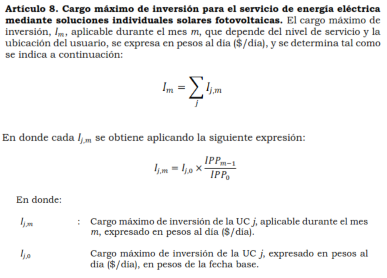 Artículo 8. Cargo máximo de inversión para el servicio de energía eléctrica
mediante soluciones individuales solares fotovoltaicas. El cargo máximo de
inversión, I_m, aplicable durante el mes m, que depende del nivel de servicio y la
ubicación del usuario, se expresa en pesos al día ($/día), y se determina tal como
se indica a continuación:
I_m = ∑_j I_{j,m}
En donde cada I_{j,m} se obtiene aplicando la siguiente expresión:
I_{j,m} = I_{j,0} × IPP_{m−1} / IPP_0
En donde:
I_{j,m} : Cargo máximo de inversión de la UC j, aplicable durante el mes
m, expresado en pesos al día ($/día).
I_{j,0} Cargo máximo de inversión de la UC j, expresado en pesos al
día ($/día), en pesos de la fecha base.